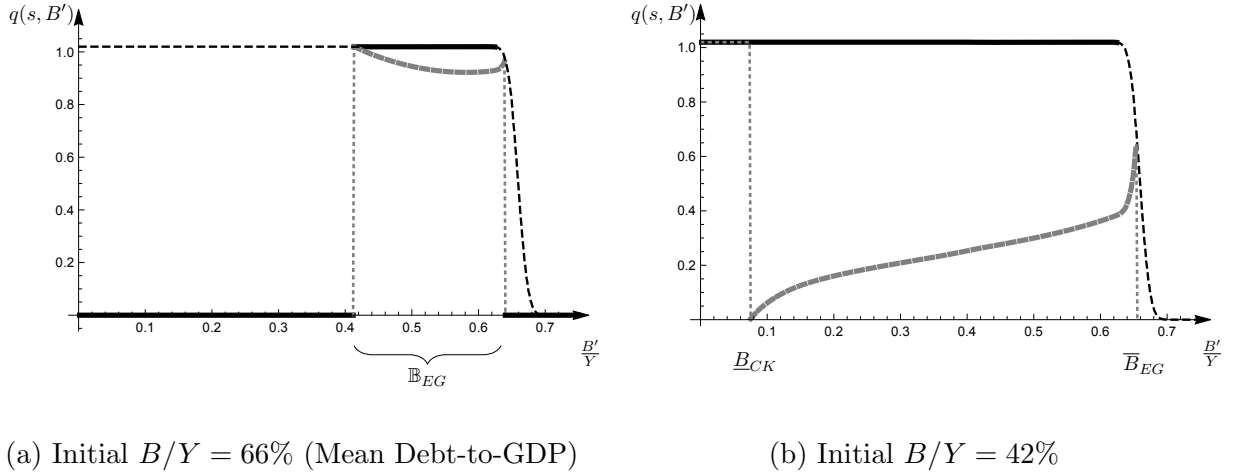 q(s, B′)
1.0
0.8
0.6
0.4
0.2
0.1 0.2 0.3 0.4 0.5 0.6 0.7
B′/Y
𝔹_EG
(a) Initial B/Y = 66% (Mean Debt-to-GDP)
q(s, B′)
1.0
0.8
0.6
0.4
0.2
0.1 0.2 0.3 0.4 0.5 0.6 0.7
B′/Y
B̲_CK
B̅_EG
(b) Initial B/Y = 42%